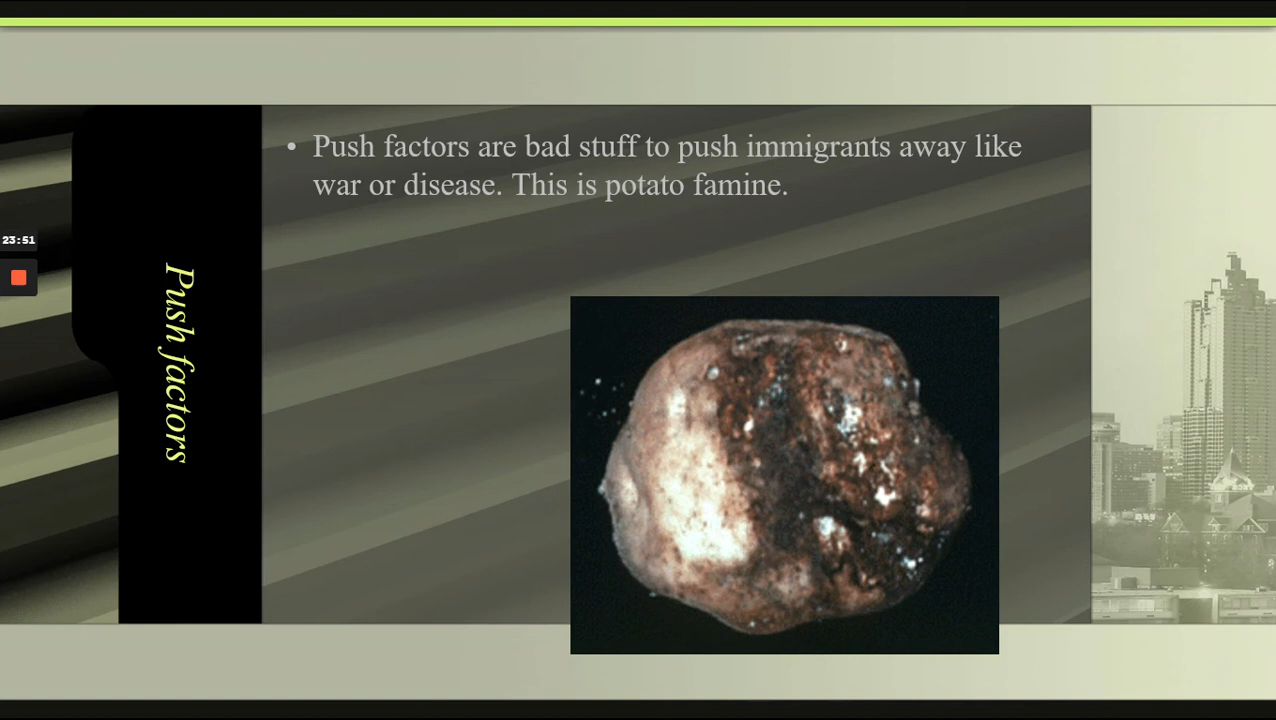 Push factors are bad stuff to push immigrants away like
war or disease. This is potato famine.
23:51
Push factors